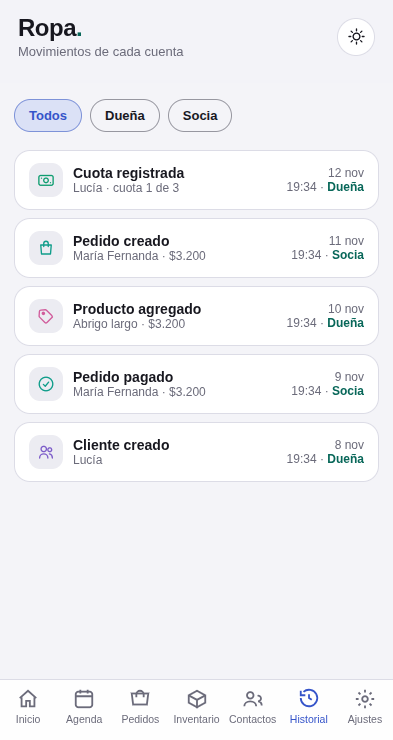 Ropa.
Movimientos de cada cuenta
Todos
Dueña
Socia
Cuota registrada
Lucía · cuota 1 de 3
12 nov
19:34 · Dueña
Pedido creado
María Fernanda · $3.200
11 nov
19:34 · Socia
Producto agregado
Abrigo largo · $3.200
10 nov
19:34 · Dueña
Pedido pagado
María Fernanda · $3.200
9 nov
19:34 · Socia
Cliente creado
Lucía
8 nov
19:34 · Dueña
Inicio
Agenda
Pedidos
Inventario
Contactos
Historial
Ajustes